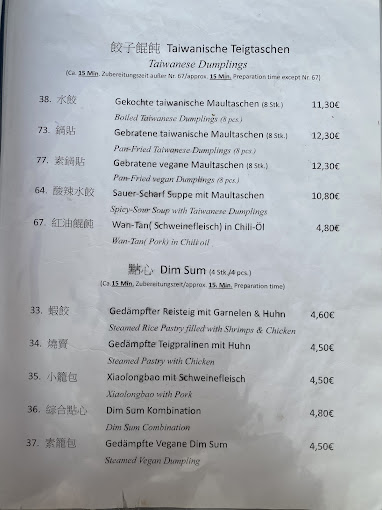 餃子餛飩 Taiwanische Teigtaschen
Taiwanese Dumplings
(Ca. 15 Min. Zubereitungszeit außer Nr. 67/approx. 15 Min. Preparation time except Nr. 67)
38. 水餃 Gekochte taiwanische Maultaschen (8 Stk.) 11,30€
Boiled Taiwanese Dumplings (8 pcs.)
73. 鍋貼 Gebratene taiwanische Maultaschen (8 Stk.) 12,30€
Pan-Fried Taiwanese Dumplings (8 pcs.)
77. 素鍋貼 Gebratene vegane Maultaschen (8 Stk.) 12,30€
Pan-Fried vegan Dumplings (8 pcs.)
64. 酸辣水餃 Sauer-Scharf Suppe mit Maultaschen 10,80€
Spicy-Sour Soup with Taiwanese Dumplings
67. 紅油餛飩 Wan-Tan( Schweinefleisch) in Chili-Öl 4,80€
Wan-Tan( Pork) in Chili oil
點心 Dim Sum (4 Stk./4 pcs.)
(Ca.15 Min. Zubereitungszeit/approx. 15. Min. Preparation time)
33. 蝦餃 Gedämpfter Reisteig mit Garnelen & Huhn 4,60€
Steamed Rice Pastry filled with Shrimps & Chicken
34. 燒賣 Gedämpfte Teigpralinen mit Huhn 4,50€
Steamed Pastry with Chicken
35. 小籠包 Xiaolongbao mit Schweinefleisch 4,50€
Xiaolongbao with Pork
36. 綜合點心 Dim Sum Kombination 4,80€
Dim Sum Combination
37. 素籠包 Gedämpfte Vegane Dim Sum 4,50€
Steamed Vegan Dumpling